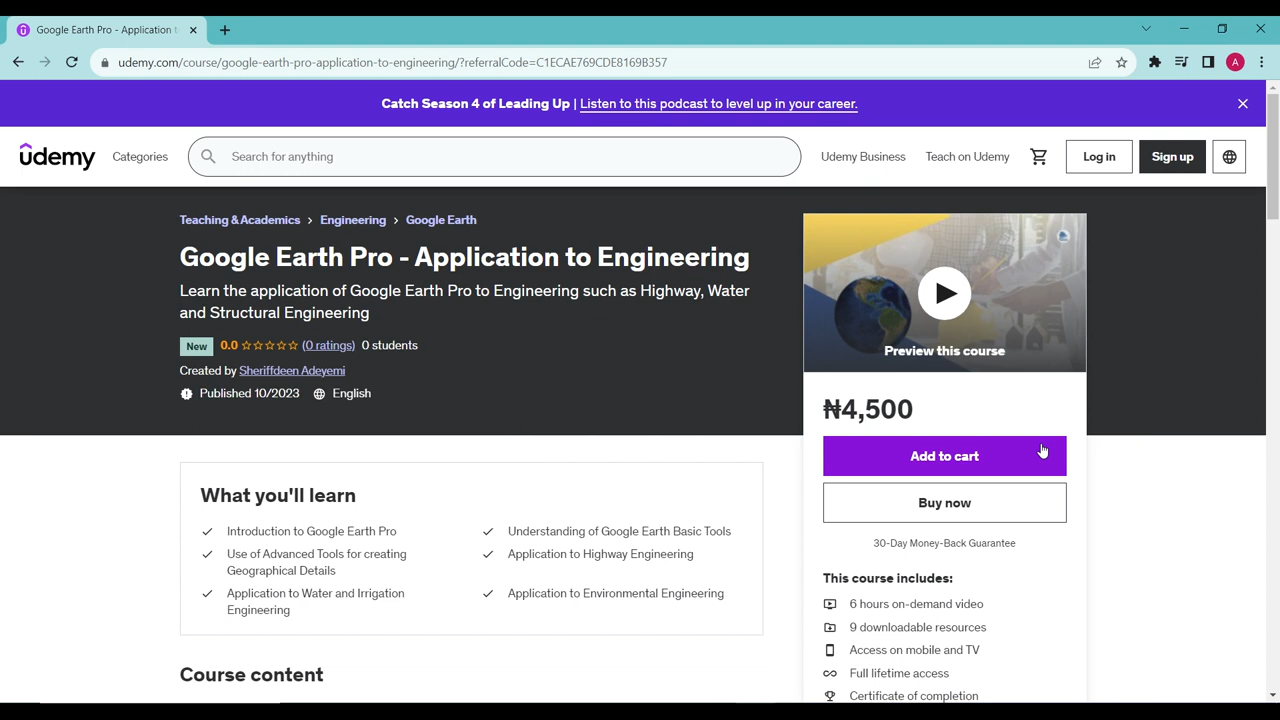 Google Earth Pro - Application t
udemy.com/course/google-earth-pro-application-to-engineering/?referralCode=C1ECAE769CDE8169B357
A
Catch Season 4 of Leading Up | Listen to this podcast to level up in your career.
udemy
Categories
Search for anything
Udemy Business
Teach on Udemy
Log in
Sign up
Teaching & Academics > Engineering > Google Earth
Google Earth Pro - Application to Engineering
Learn the application of Google Earth Pro to Engineering such as Highway, Water
and Structural Engineering
New 0.0 (0 ratings) 0 students
Created by Sheriffdeen Adeyemi
Published 10/2023 English
Preview this course
₦4,500
Add to cart
Buy now
30-Day Money-Back Guarantee
This course includes:
6 hours on-demand video
9 downloadable resources
Access on mobile and TV
Full lifetime access
Certificate of completion
What you'll learn
Introduction to Google Earth Pro
Use of Advanced Tools for creating
Geographical Details
Application to Water and Irrigation
Engineering
Understanding of Google Earth Basic Tools
Application to Highway Engineering
Application to Environmental Engineering
Course content